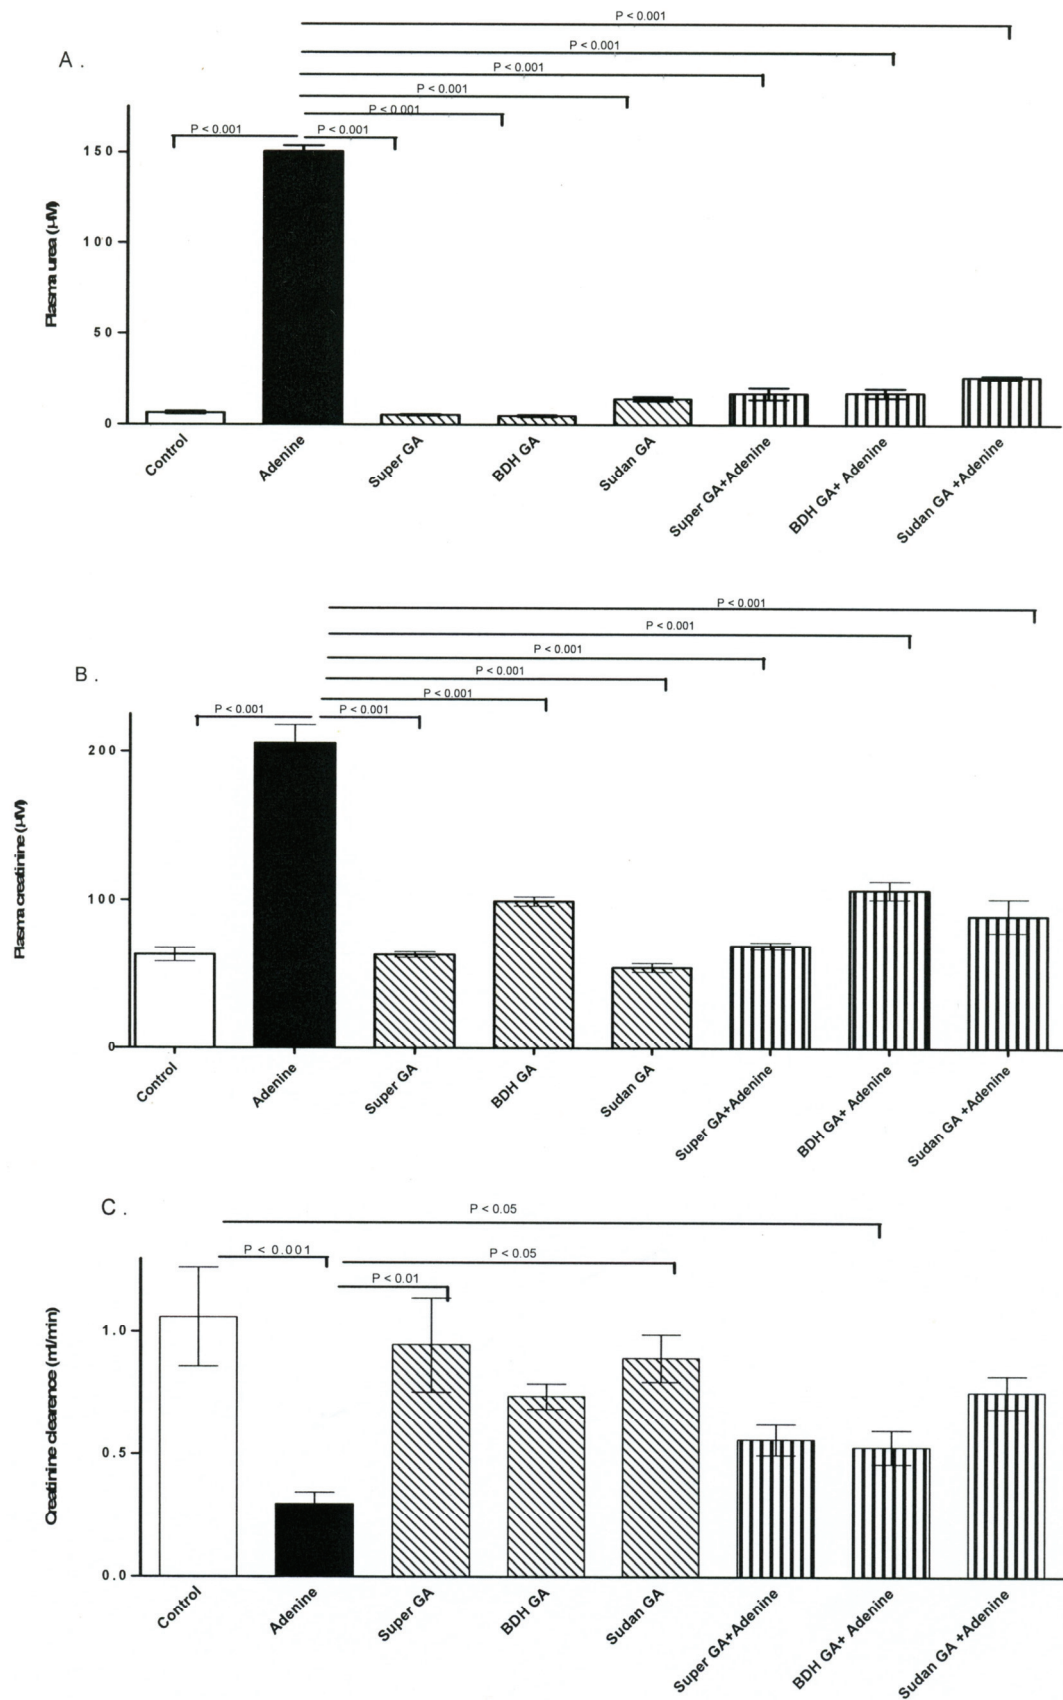 P < 0.001
P < 0.001
A .
P < 0.001
P < 0.001
P < 0.001
P < 0.001 P < 0.001
150
100
Plasma urea (μM)
50
0
Control Adenine Super GA BDH GA Sudan GA Super GA+Adenine BDH GA+ Adenine Sudan GA +Adenine
P < 0.001
P < 0.001
P < 0.001
B .
P < 0.001
P < 0.001
P < 0.001 P < 0.001
200
Plasma creatinine (μM)
100
0
Control Adenine Super GA BDH GA Sudan GA Super GA+Adenine BDH GA+ Adenine Sudan GA +Adenine
C .
P < 0.05
P < 0.001 P < 0.05
P < 0.01
1.0
Creatinine clearence (ml/min)
0.5
0.0
Control Adenine Super GA BDH GA Sudan GA Super GA+Adenine BDH GA+ Adenine Sudan GA +Adenine